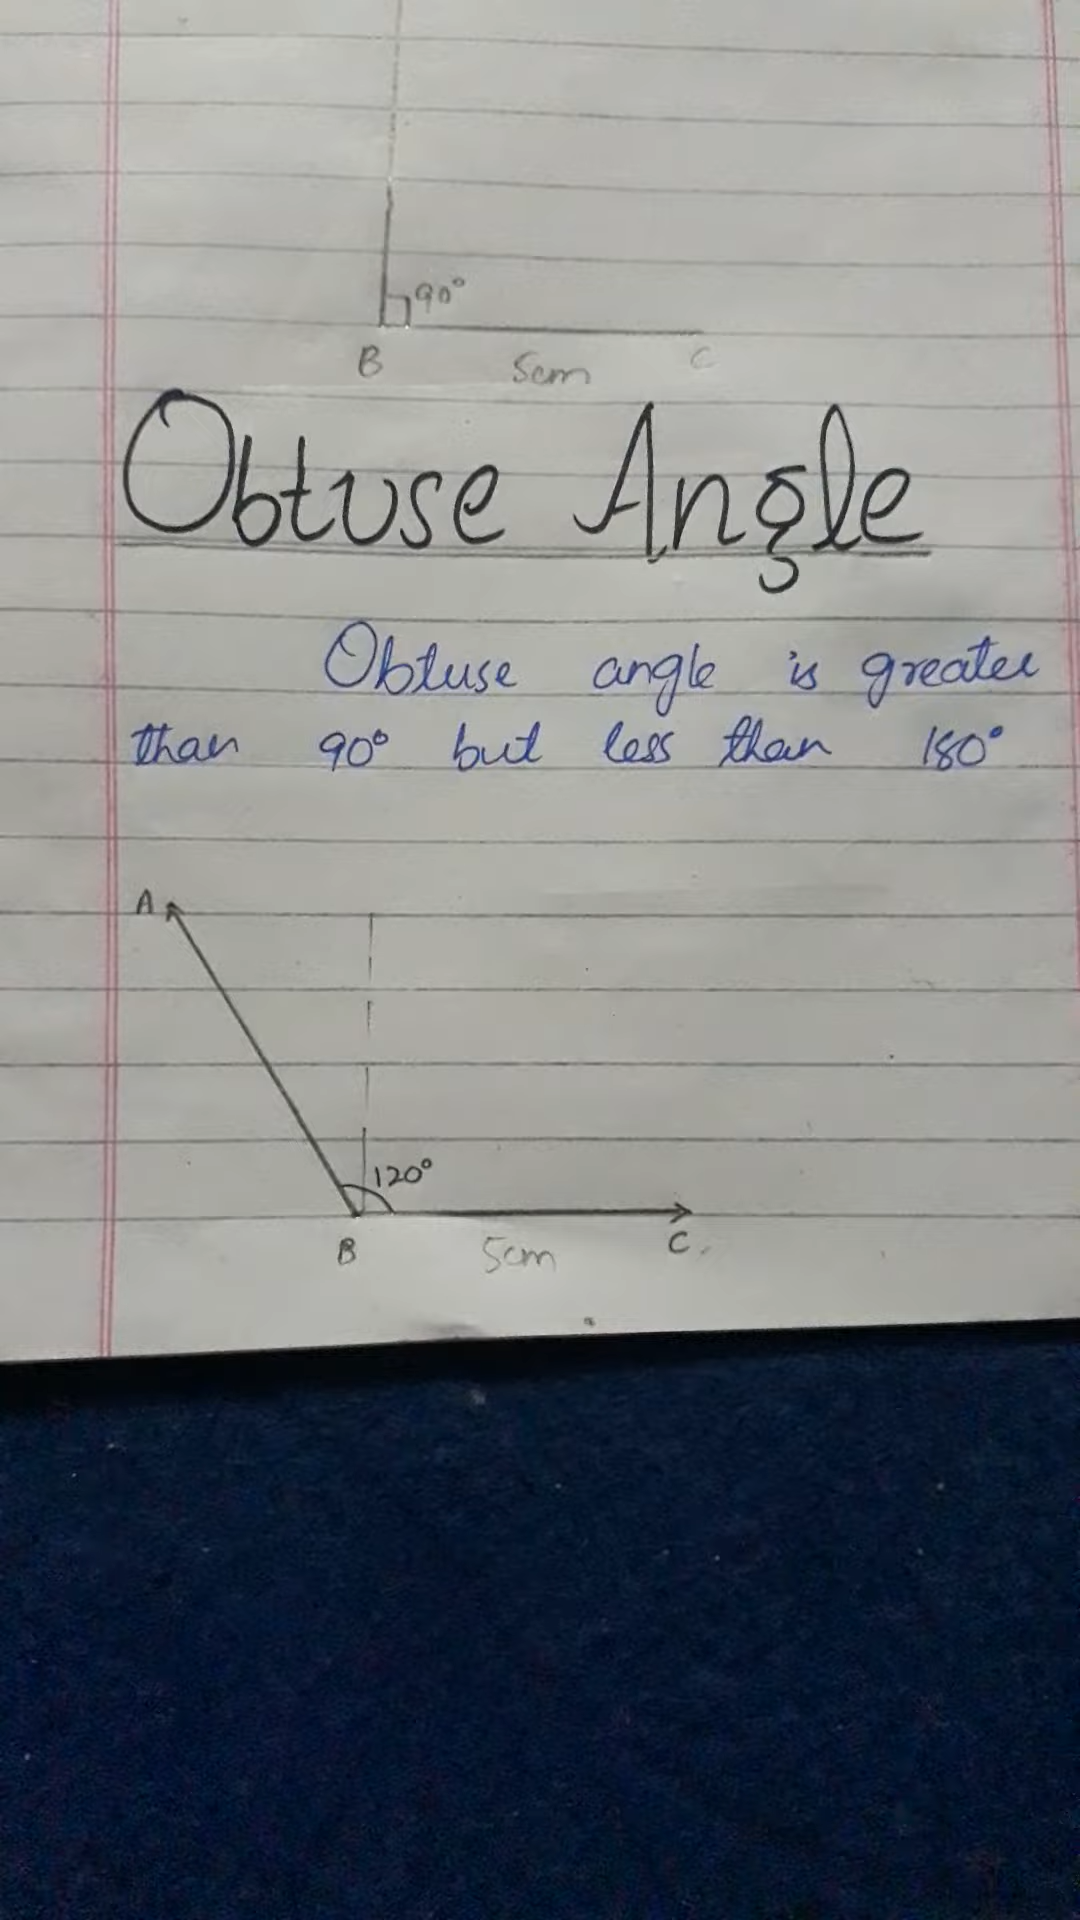 90°
B 5cm C
Obtuse Angle
Obtuse angle is greater
than 90° but less than 180°
A
120°
B 5cm C